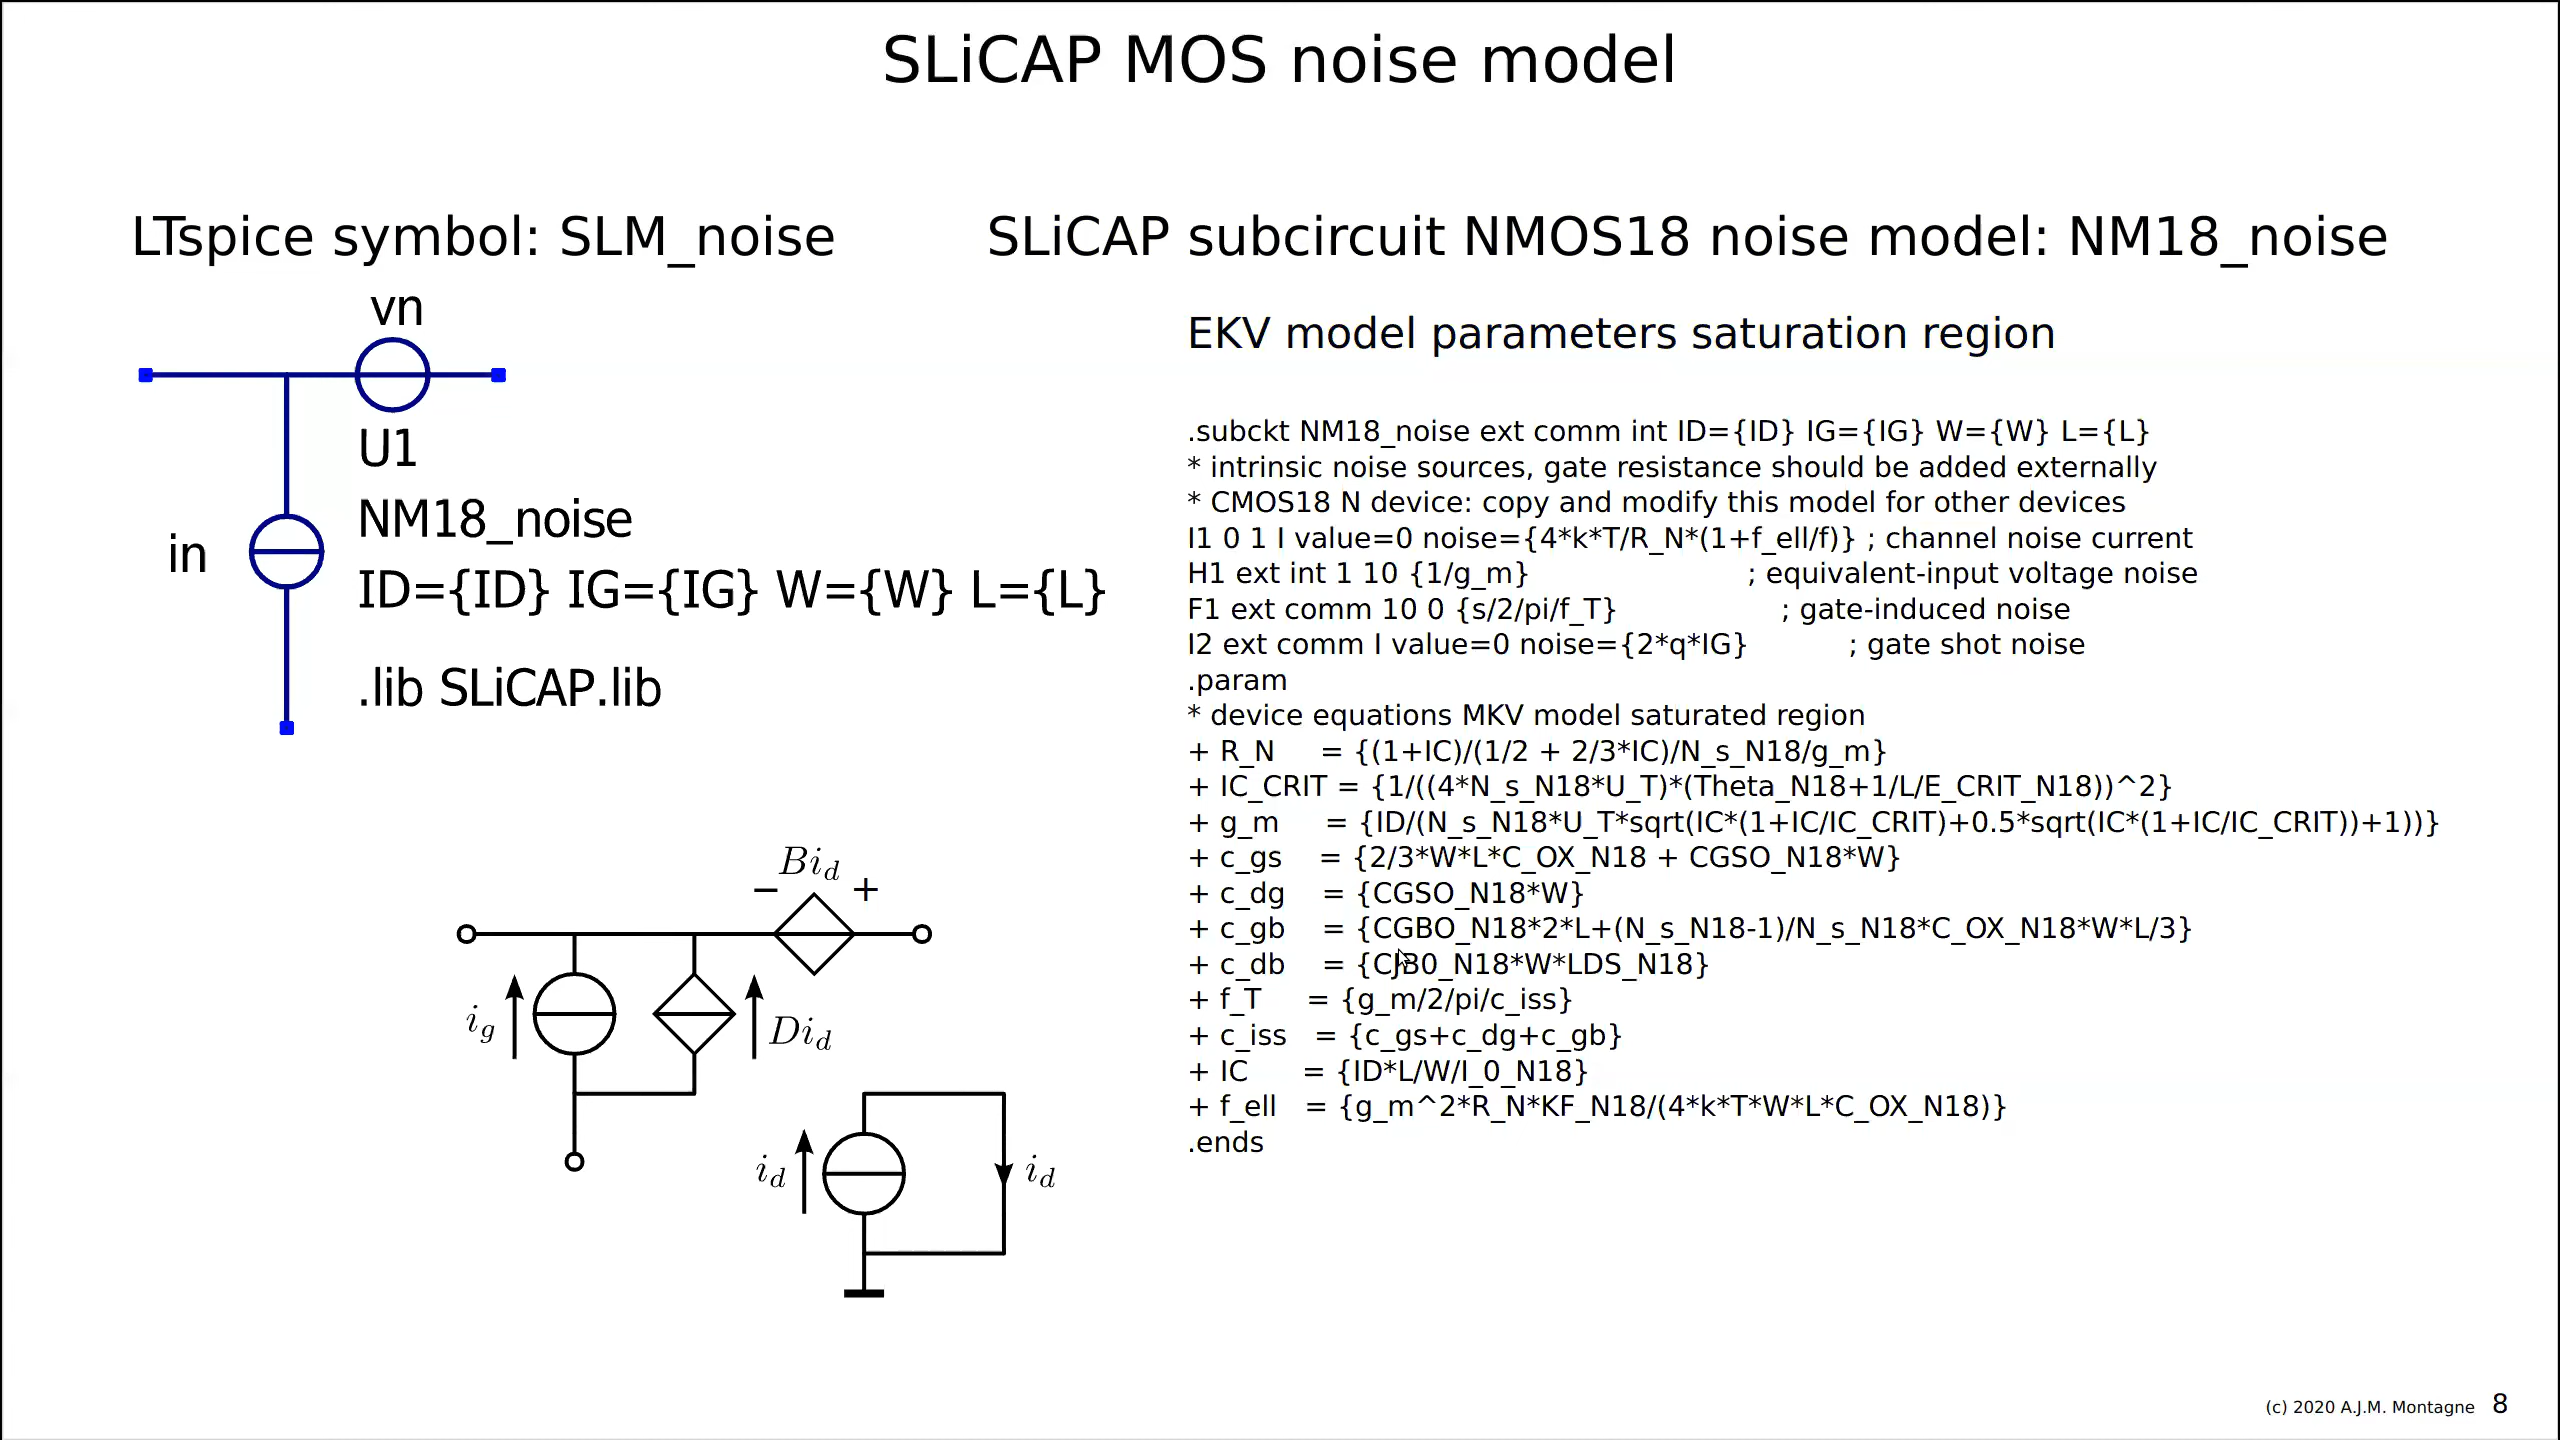 SLiCAP MOS noise model
LTspice symbol: SLM_noise
SLiCAP subcircuit NMOS18 noise model: NM18_noise
vn
U1
NM18_noise
in
ID={ID} IG={IG} W={W} L={L}
.lib SLiCAP.lib
EKV model parameters saturation region
.subckt NM18_noise ext comm int ID={ID} IG={IG} W={W} L={L}
* intrinsic noise sources, gate resistance should be added externally
* CMOS18 N device: copy and modify this model for other devices
I1 0 1 I value=0 noise={4*k*T/R_N*(1+f_ell/f)} ; channel noise current
H1 ext int 1 10 {1/g_m} ; equivalent-input voltage noise
F1 ext comm 10 0 {s/2/pi/f_T} ; gate-induced noise
I2 ext comm I value=0 noise={2*q*IG} ; gate shot noise
.param
* device equations MKV model saturated region
+ R_N = {(1+IC)/(1/2 + 2/3*IC)/N_s_N18/g_m}
+ IC_CRIT = {1/((4*N_s_N18*U_T)*(Theta_N18+1/L/E_CRIT_N18))^2}
+ g_m = {ID/(N_s_N18*U_T*sqrt(IC*(1+IC/IC_CRIT)+0.5*sqrt(IC*(1+IC/IC_CRIT))+1))}
+ c_gs = {2/3*W*L*C_OX_N18 + CGSO_N18*W}
+ c_dg = {CGSO_N18*W}
+ c_gb = {CGBO_N18*2*L+(N_s_N18-1)/N_s_N18*C_OX_N18*W*L/3}
+ c_db = {CJB0_N18*W*LDS_N18}
+ f_T = {g_m/2/pi/c_iss}
+ c_iss = {c_gs+c_dg+c_gb}
+ IC = {ID*L/W/I_0_N18}
+ f_ell = {g_m^2*R_N*KF_N18/(4*k*T*W*L*C_OX_N18)}
.ends
Bi_d
− +
i_g
Di_d
i_d
i_d
(c) 2020 A.J.M. Montagne 8